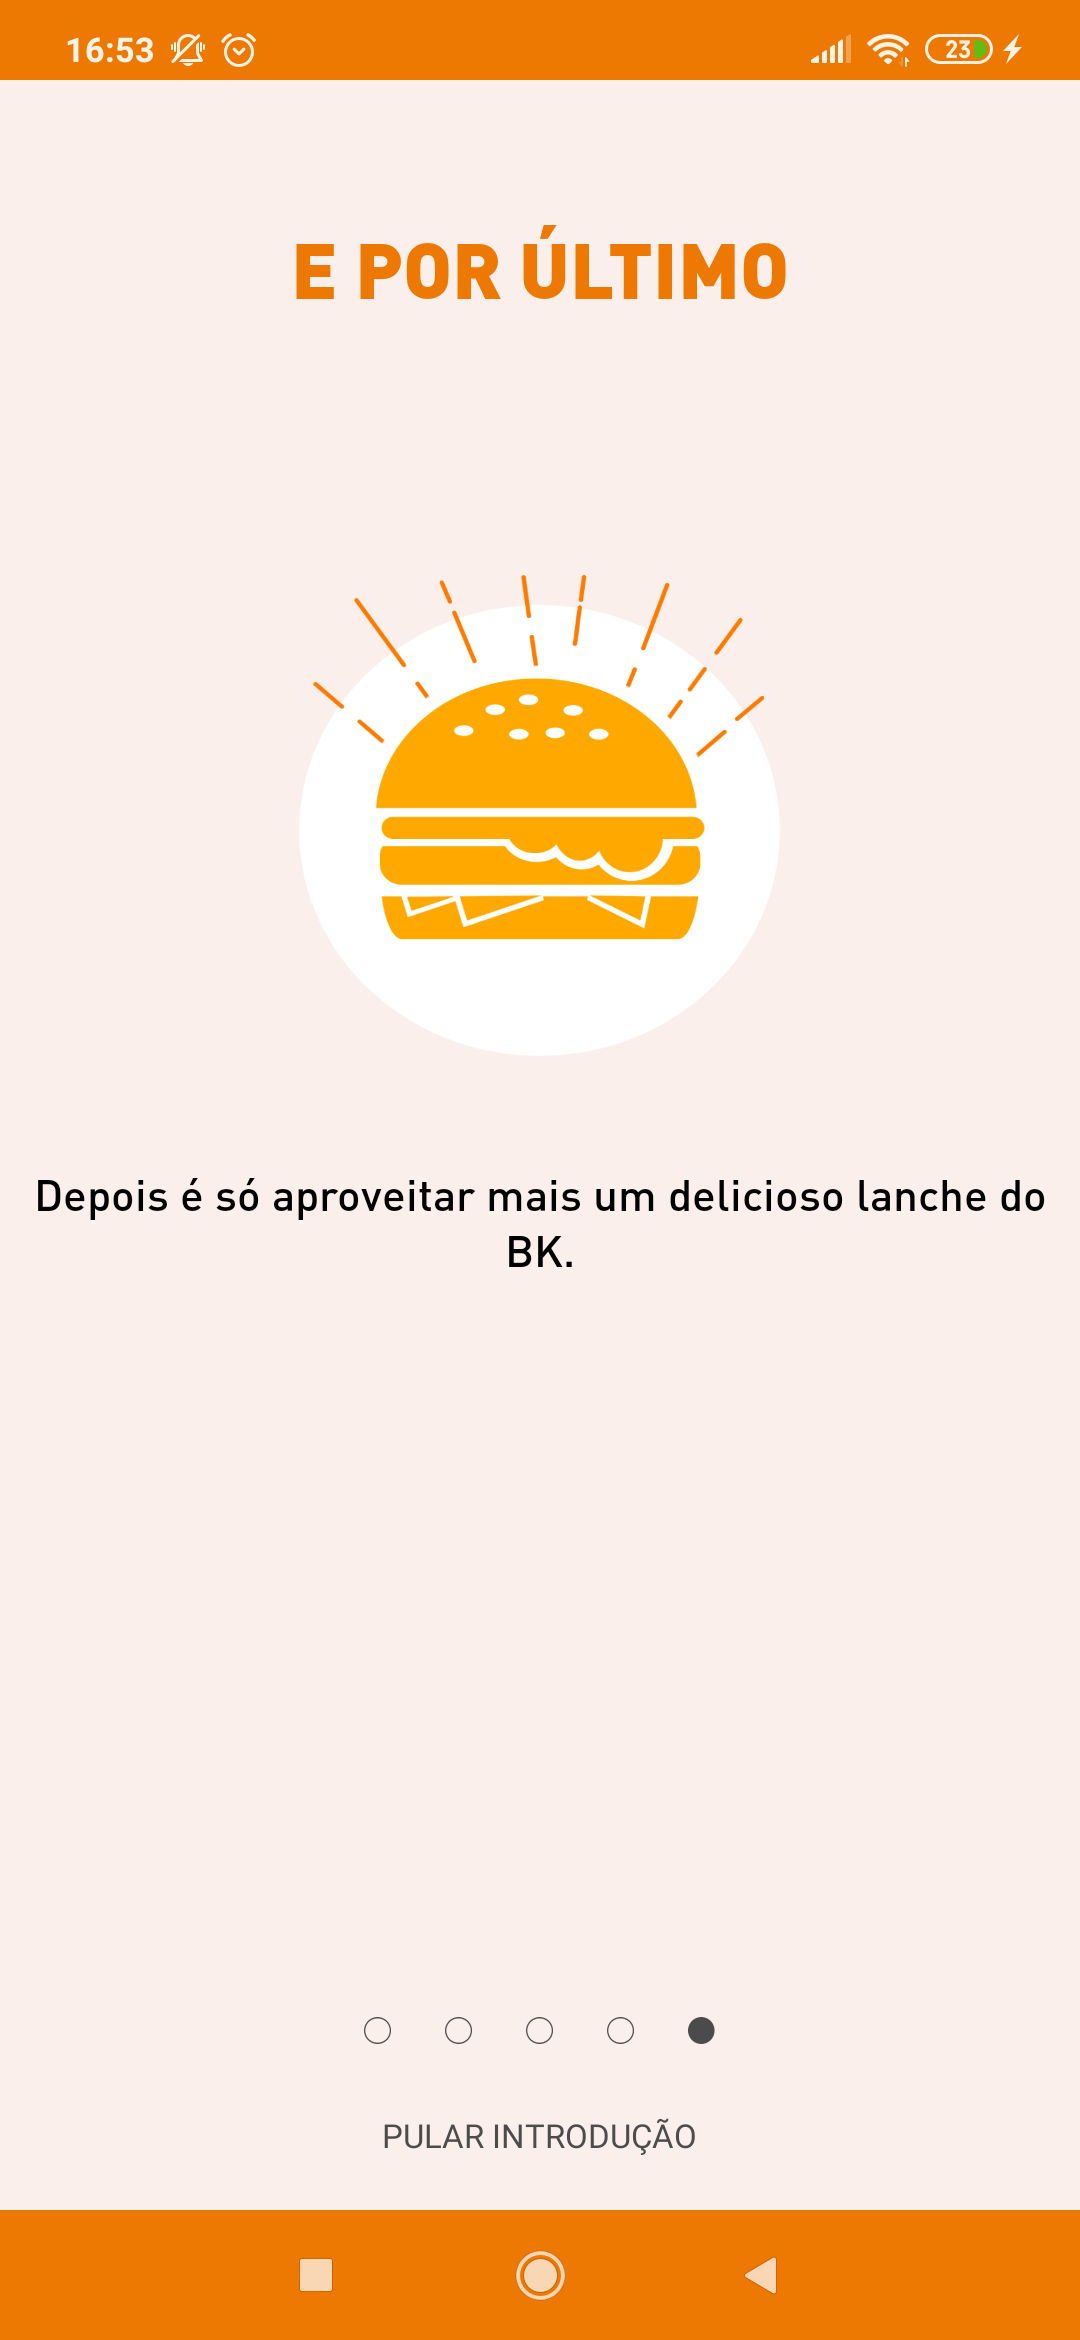 16:53
23
E POR ÚLTIMO
Depois é só aproveitar mais um delicioso lanche do
BK.
PULAR INTRODUÇÃO